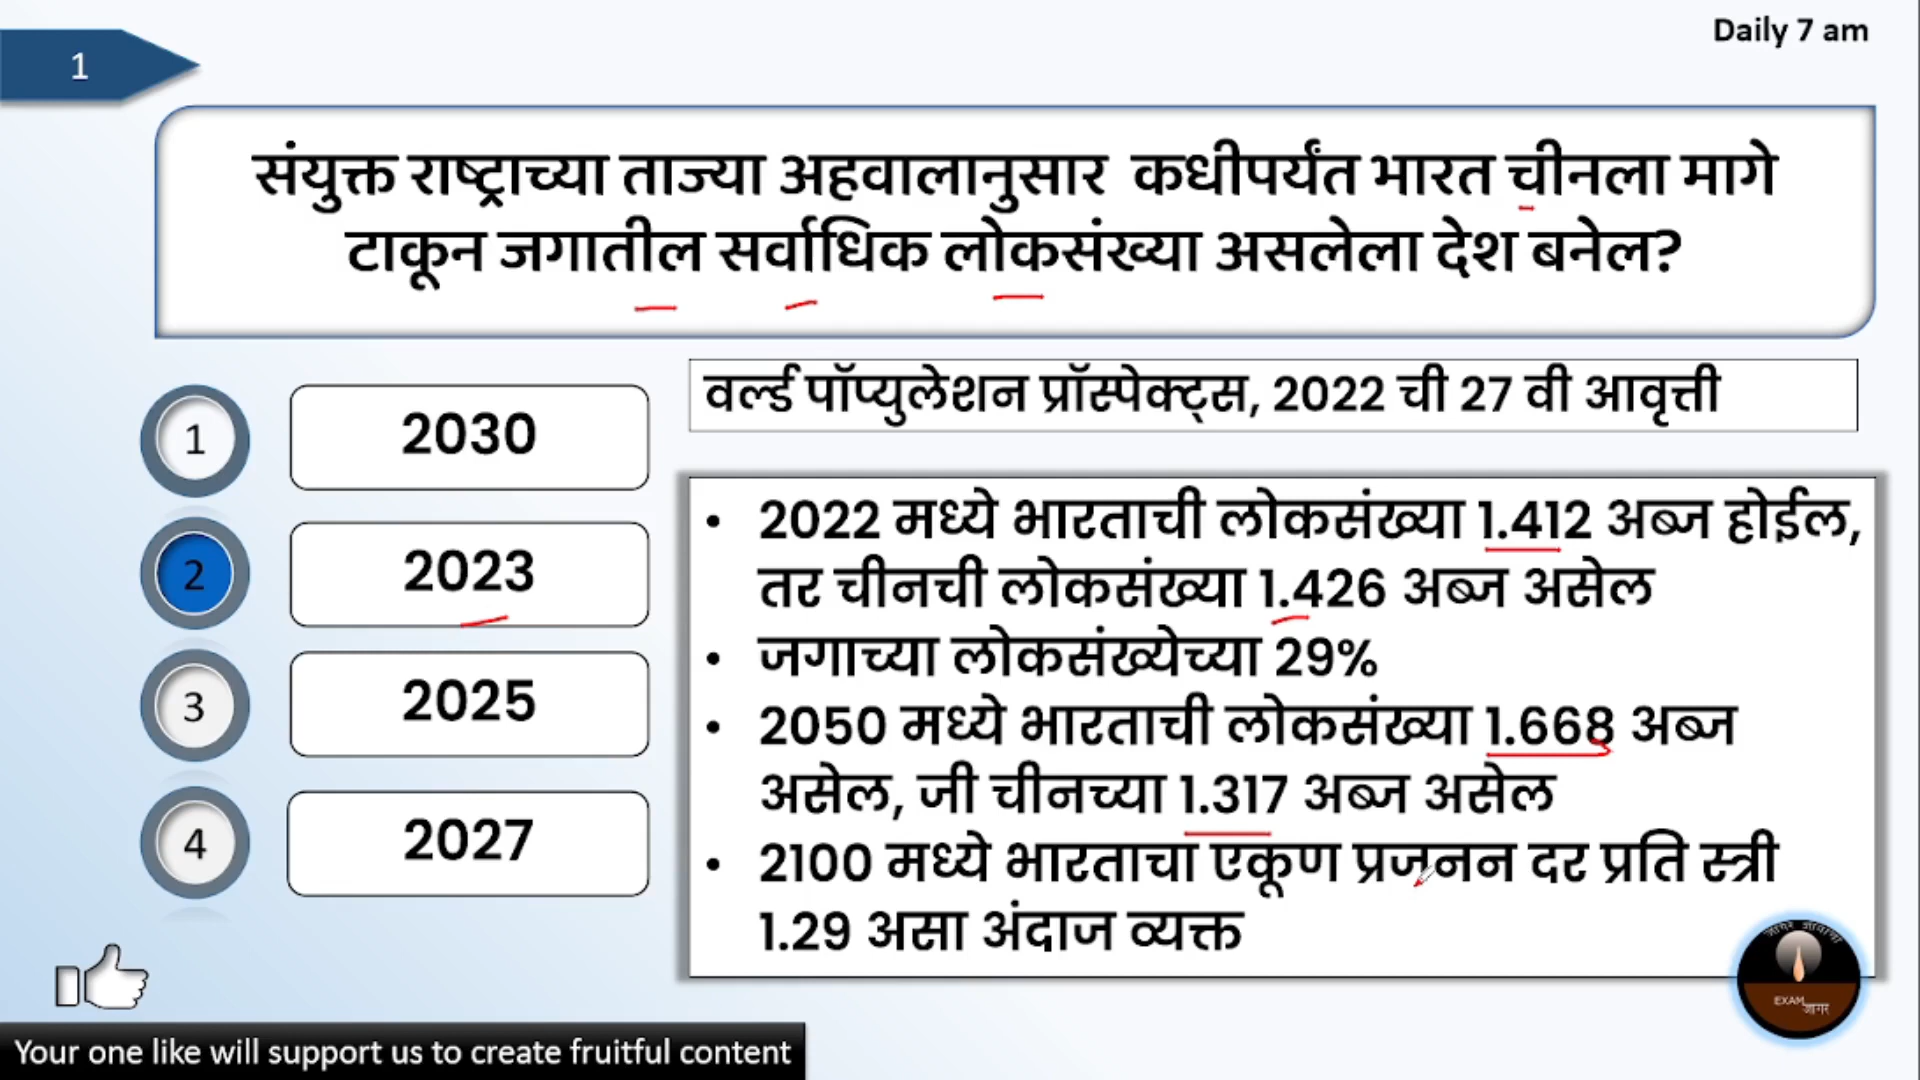 Daily 7 am
1
संयुक्त राष्ट्राच्या ताज्या अहवालानुसार कधीपर्यंत भारत चीनला मागे
टाकून जगातील सर्वाधिक लोकसंख्या असलेला देश बनेल?
वर्ल्ड पॉप्युलेशन प्रॉस्पेक्ट्स, 2022 ची 27 वी आवृत्ती
1 2030
2 2023
3 2025
4 2027
• 2022 मध्ये भारताची लोकसंख्या 1.412 अब्ज होईल,
तर चीनची लोकसंख्या 1.426 अब्ज असेल
• जगाच्या लोकसंख्येच्या 29%
• 2050 मध्ये भारताची लोकसंख्या 1.668 अब्ज
असेल, जी चीनच्या 1.317 अब्ज असेल
• 2100 मध्ये भारताचा एकूण प्रजनन दर प्रति स्त्री
1.29 असा अंदाज व्यक्त
EXAM
जागर
Your one like will support us to create fruitful content